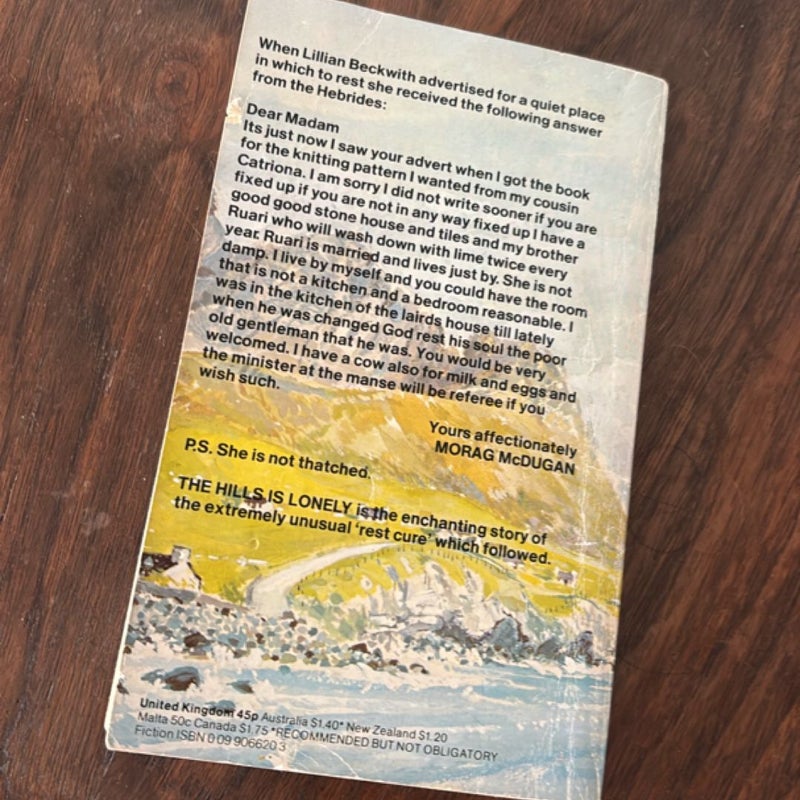 When Lillian Beckwith advertised for a quiet place
in which to rest she received the following answer
from the Hebrides:
Dear Madam
Its just now I saw your advert when I got the book
for the knitting pattern I wanted from my cousin
Catriona. I am sorry I did not write sooner if you are
fixed up if you are not in any way fixed up I have a
good good stone house and tiles and my brother
Ruari who will wash down with lime twice every
year. Ruari is married and lives just by. She is not
damp. I live by myself and you could have the room
that is not a kitchen and a bedroom reasonable. I
was in the kitchen of the lairds house till lately
when he was changed God rest his soul the poor
old gentleman that he was. You would be very
welcomed. I have a cow also for milk and eggs and
the minister at the manse will be referee if you
wish such.
Yours affectionately
MORAG McDUGAN
P.S. She is not thatched.
THE HILLS IS LONELY is the enchanting story of
the extremely unusual 'rest cure' which followed.
United Kingdom 45p Australia $1.40* New Zealand $1.20
Malta 50c Canada $1.75 *RECOMMENDED BUT NOT OBLIGATORY
Fiction ISBN 0 09 906620 3